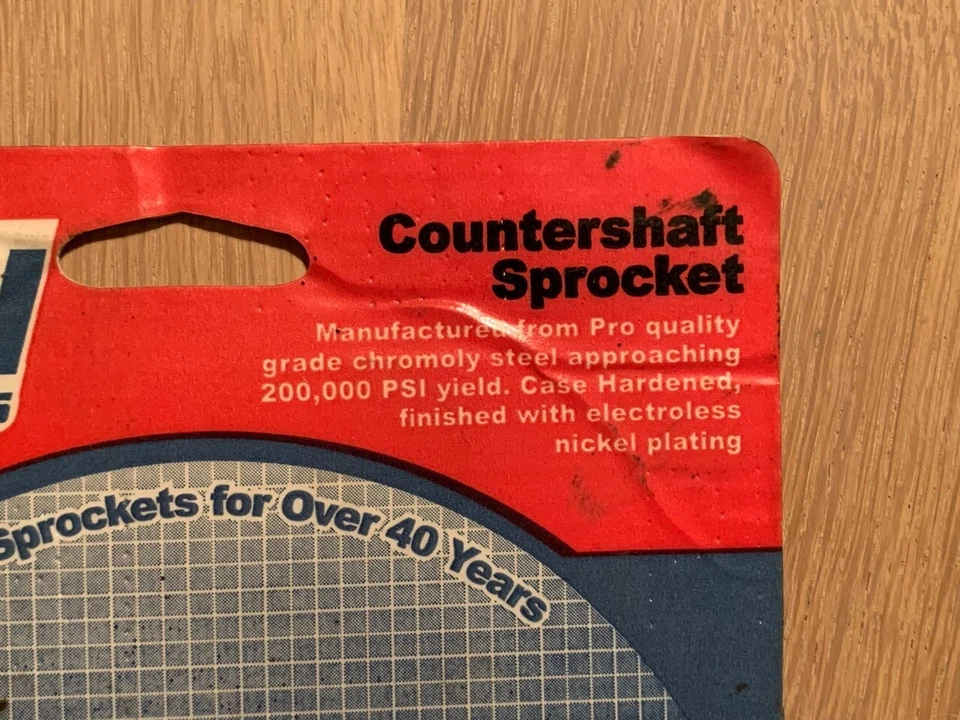 Countershaft
Sprocket
Manufactured from Pro quality
grade chromoly steel approaching
200,000 PSI yield. Case Hardened,
finished with electroless
nickel plating
Sprockets for Over 40 Years